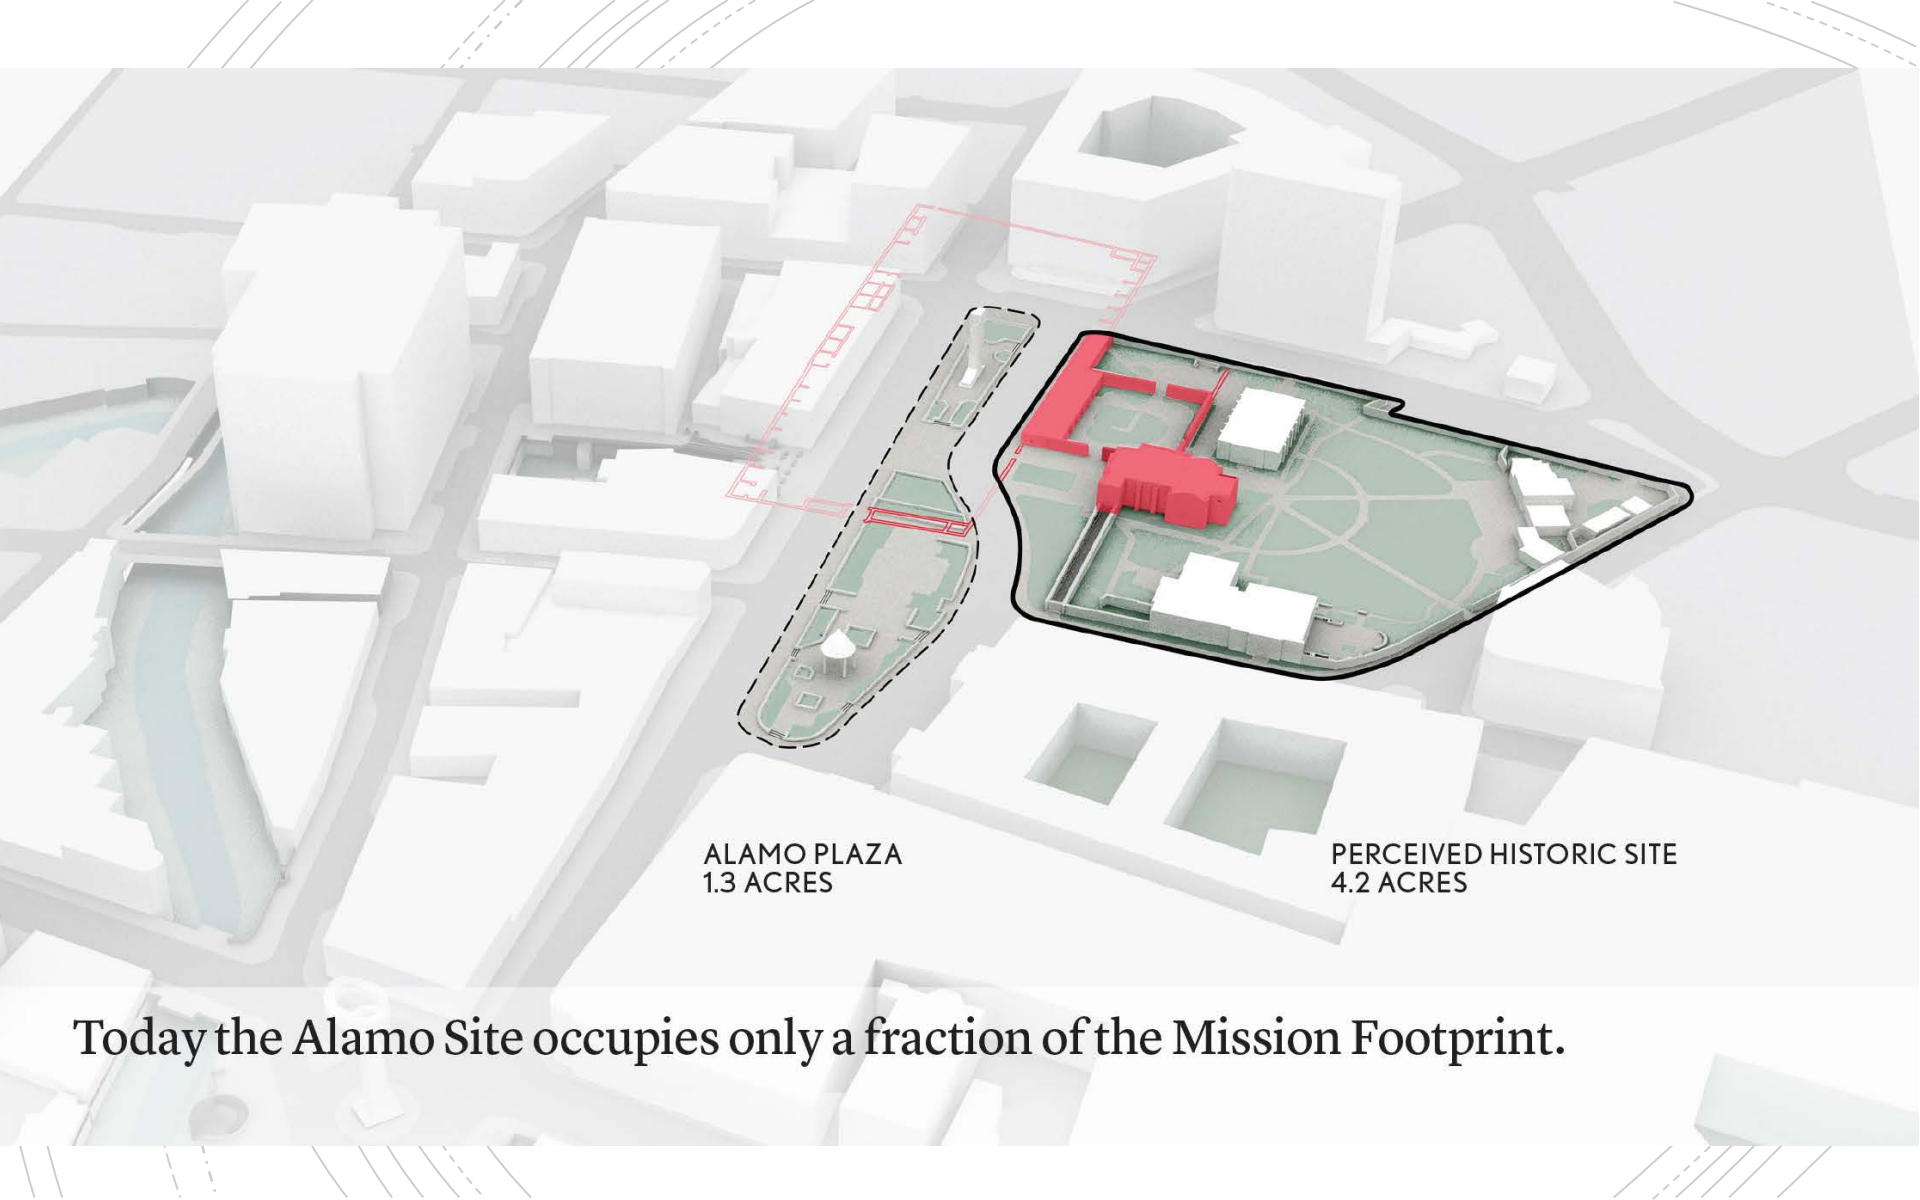 ALAMO PLAZA
1.3 ACRES
PERCEIVED HISTORIC SITE
4.2 ACRES
Today the Alamo Site occupies only a fraction of the Mission Footprint.